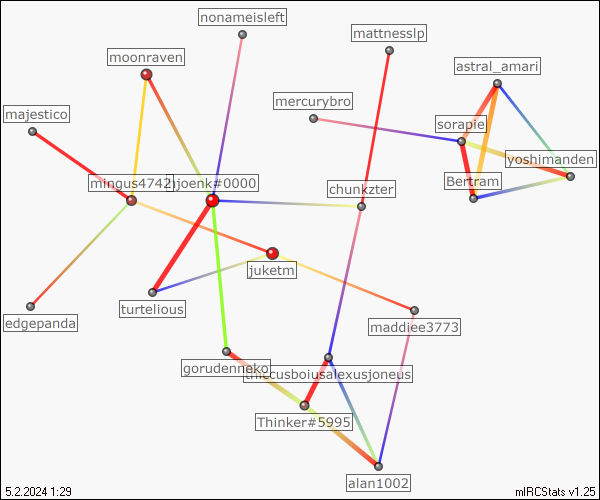 nonameisleft
mattnesslp
moonraven
astral_amari
mercurybro
majestico
sorapie
yoshimanden
mingus4742
njoenk#0000
Bertram
chunkzter
juketm
turtelious
edgepanda
maddiee3773
gorudenneko
thiccusboiusalexusjoneus
Thinker#5995
alan1002
5.2.2024 1:29
mIRCStats v1.25